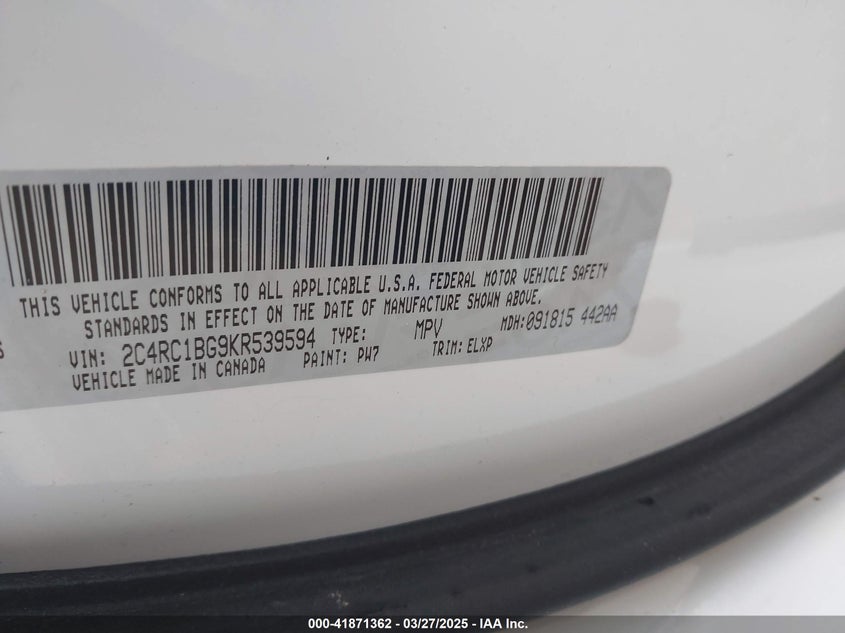 THIS VEHICLE CONFORMS TO ALL APPLICABLE U.S.A. FEDERAL MOTOR VEHICLE SAFETY
STANDARDS IN EFFECT ON THE DATE OF MANUFACTURE SHOWN ABOVE.
S VIN: 2C4RC1BG9KR539594 TYPE: MPV MDH:091815 442AA
VEHICLE MADE IN CANADA PAINT: PW7 TRIM: ELXP
000-41871362 - 03/27/2025 - IAA Inc.